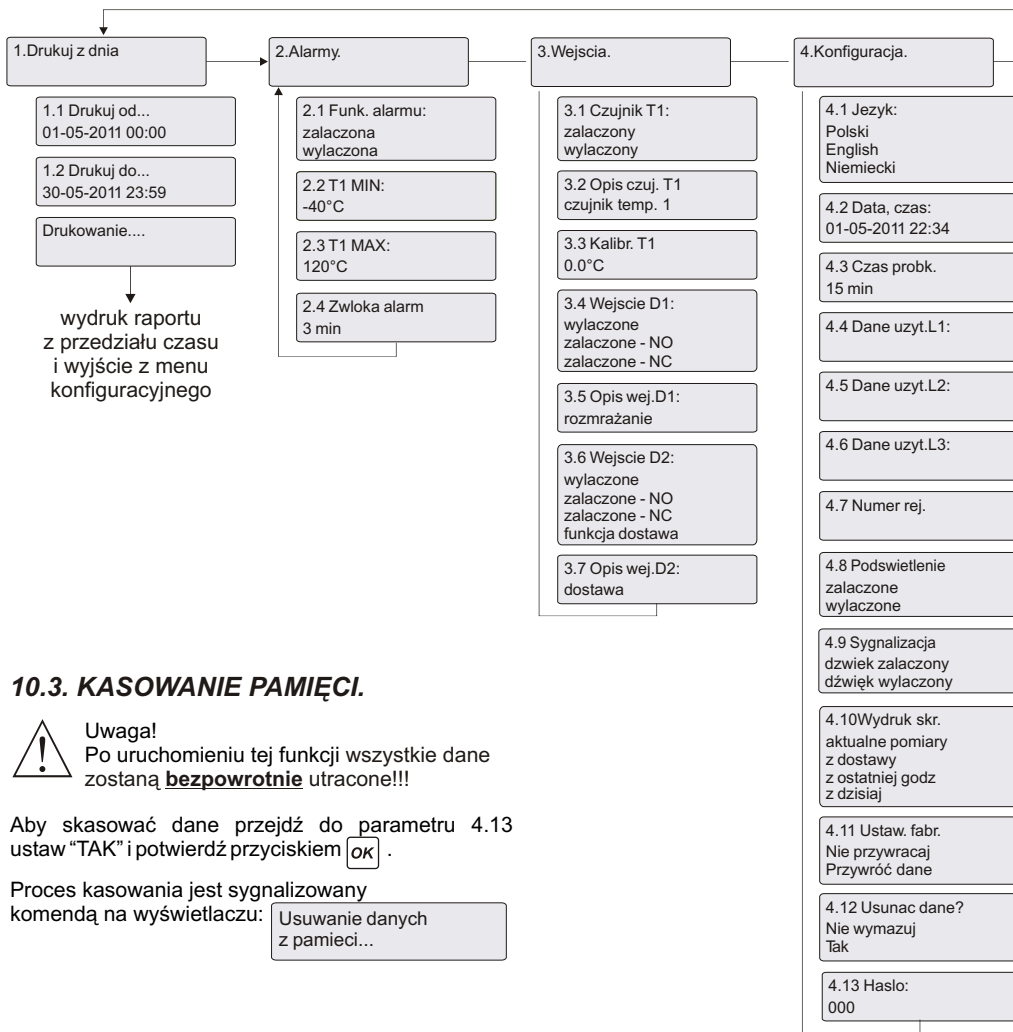 1.Drukuj z dnia
1.1 Drukuj od...
01-05-2011 00:00
1.2 Drukuj do...
30-05-2011 23:59
Drukowanie....
wydruk raportu
z przedziału czasu
i wyjście z menu
konfiguracyjnego
2.Alarmy.
2.1 Funk. alarmu:
zalaczona
wylaczona
2.2 T1 MIN:
-40°C
2.3 T1 MAX:
120°C
2.4 Zwloka alarm
3 min
3.Wejscia.
3.1 Czujnik T1:
zalaczony
wylaczony
3.2 Opis czuj. T1
czujnik temp. 1
3.3 Kalibr. T1
0.0°C
3.4 Wejscie D1:
wylaczone
zalaczone - NO
zalaczone - NC
3.5 Opis wej.D1:
rozmrażanie
3.6 Wejscie D2:
wylaczone
zalaczone - NO
zalaczone - NC
funkcja dostawa
3.7 Opis wej.D2:
dostawa
4.Konfiguracja.
4.1 Jezyk:
Polski
English
Niemiecki
4.2 Data, czas:
01-05-2011 22:34
4.3 Czas probk.
15 min
4.4 Dane uzyt.L1:
4.5 Dane uzyt.L2:
4.6 Dane uzyt.L3:
4.7 Numer rej.
4.8 Podswietlenie
zalaczone
wylaczone
4.9 Sygnalizacja
dzwiek zalaczony
dźwięk wylaczony
4.10Wydruk skr.
aktualne pomiary
z dostawy
z ostatniej godz
z dzisiaj
4.11 Ustaw. fabr.
Nie przywracaj
Przywróć dane
4.12 Usunac dane?
Nie wymazuj
Tak
4.13 Haslo:
000
10.3. KASOWANIE PAMIĘCI.
!
Uwaga!
Po uruchomieniu tej funkcji wszystkie dane
zostaną bezpowrotnie utracone!!!
Aby skasować dane przejdź do parametru 4.13
ustaw “TAK” i potwierdź przyciskiem OK .
Proces kasowania jest sygnalizowany
komendą na wyświetlaczu:
Usuwanie danych
z pamieci...